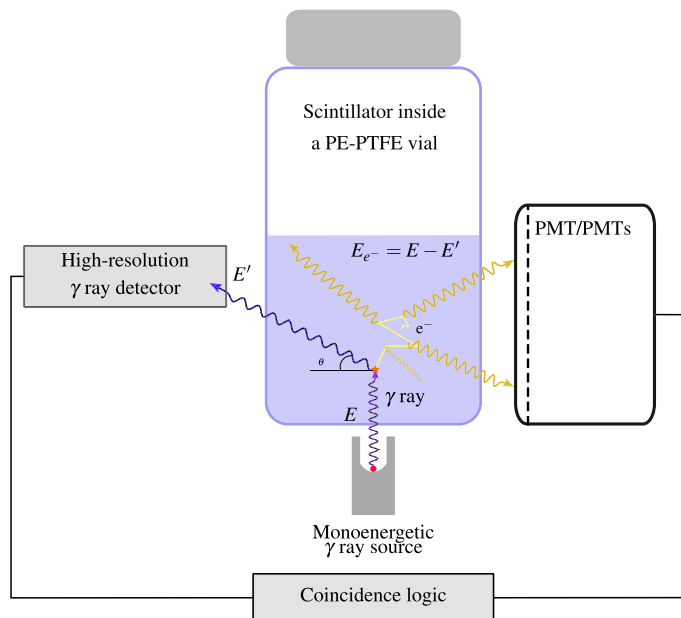 Scintillator inside
a PE-PTFE vial
E_{e^-} = E − E′
PMT/PMTs
High-resolution
γ ray detector
E′
e⁻
θ
γ ray
E
Monoenergetic
γ ray source
Coincidence logic